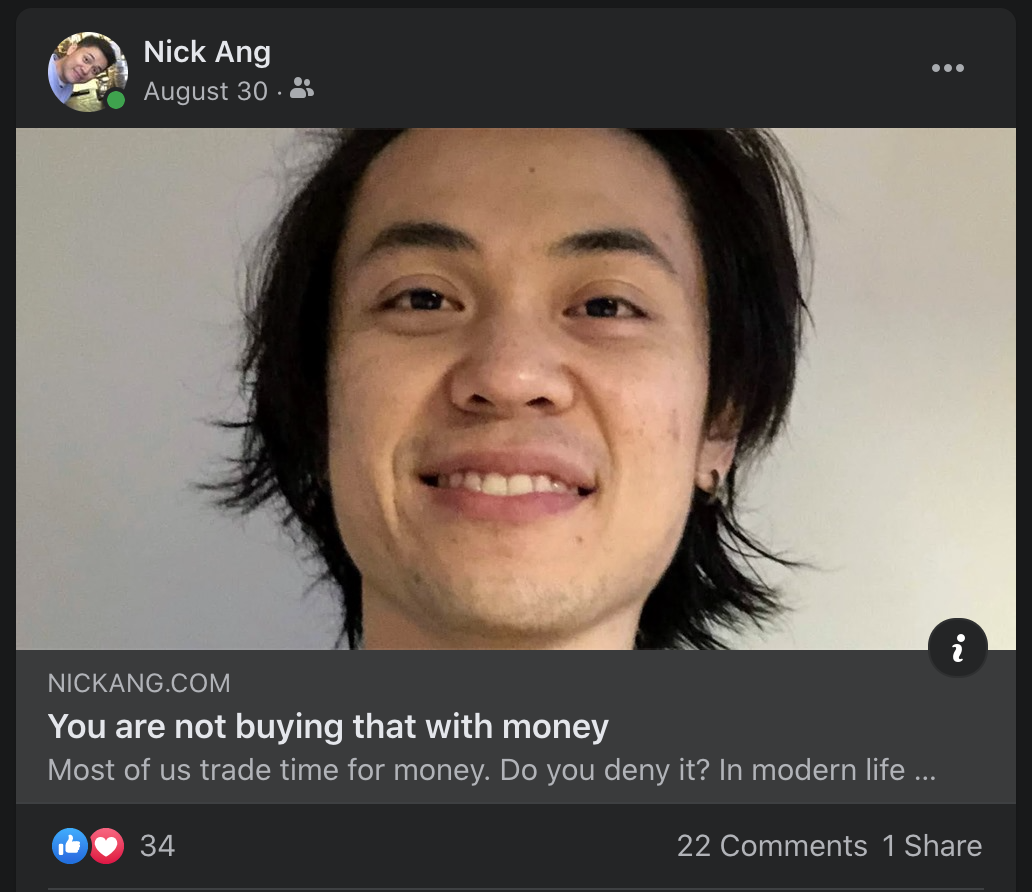 Nick Ang
August 30 ·
NICKANG.COM
You are not buying that with money
Most of us trade time for money. Do you deny it? In modern life ...
34
22 Comments 1 Share